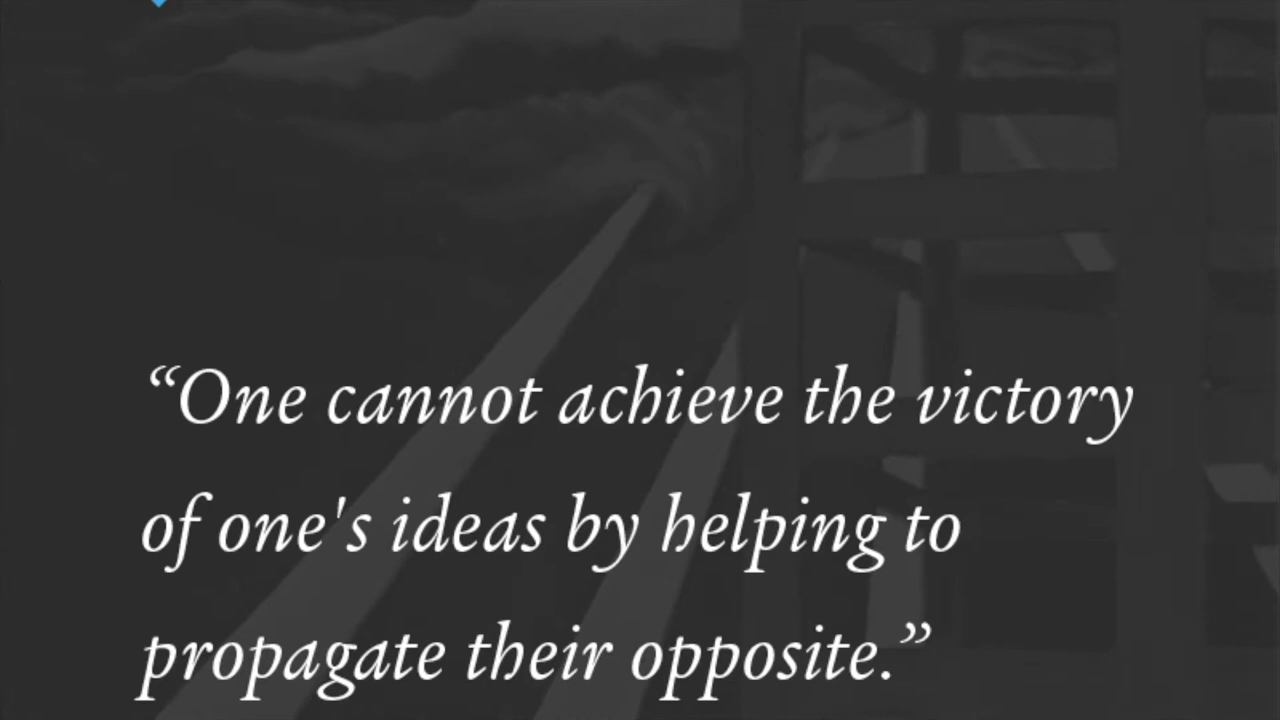 “One cannot achieve the victory
of one's ideas by helping to
propagate their opposite.”